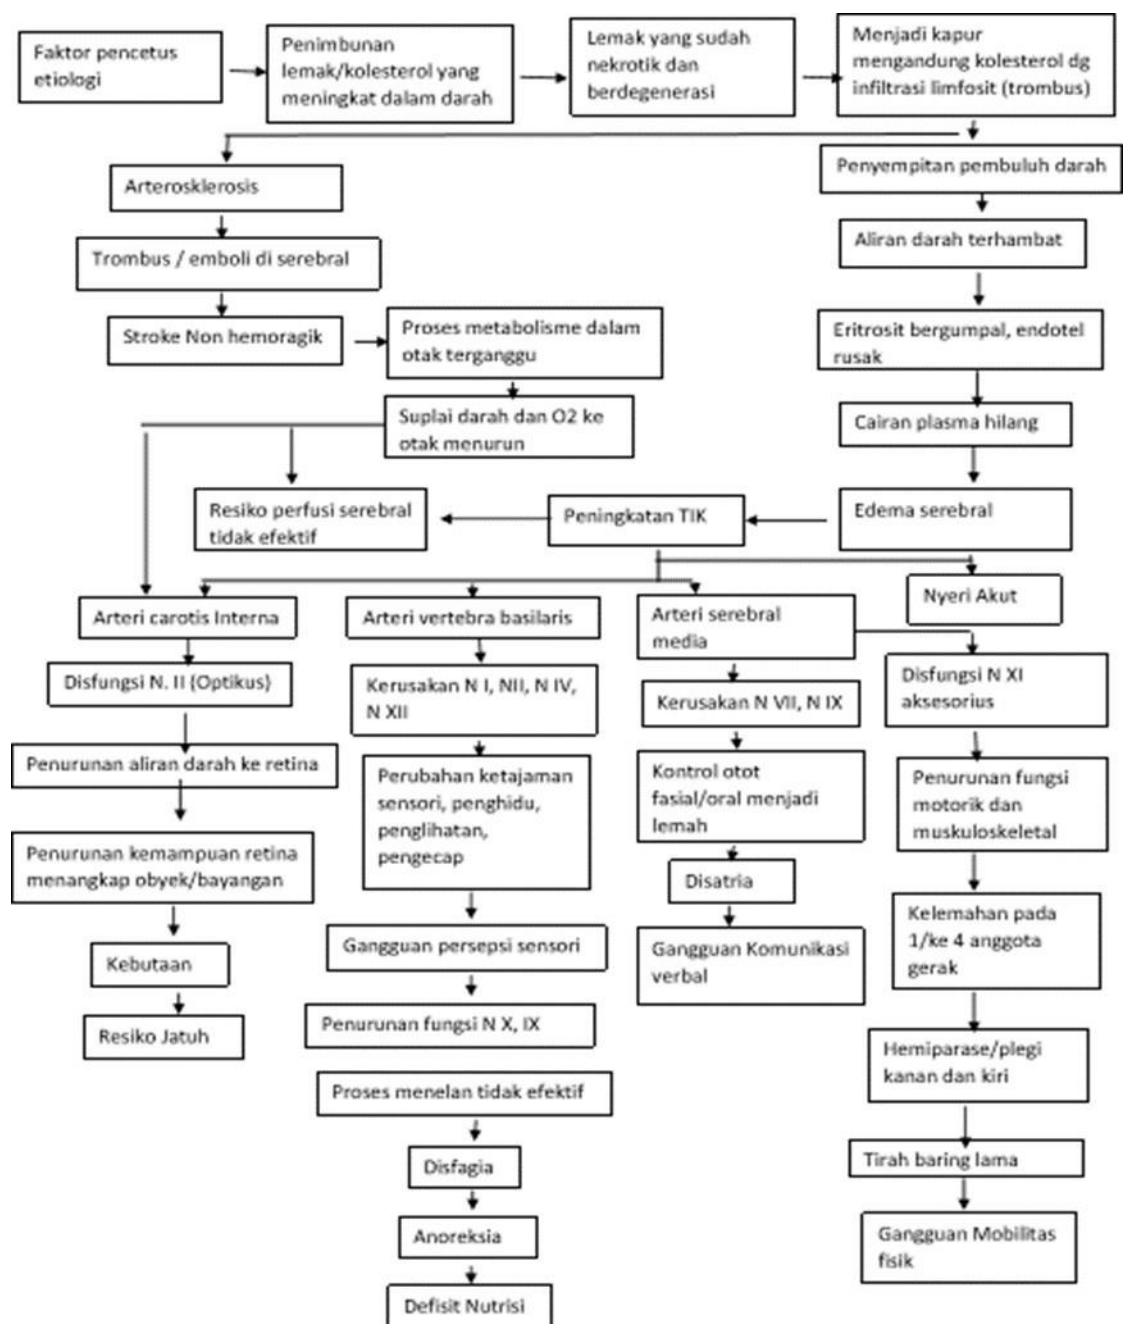 Faktor pencetus
etiologi
Penimbunan
lemak/kolesterol yang
meningkat dalam darah
Lemak yang sudah
nekrotik dan
berdegenerasi
Menjadi kapur
mengandung kolesterol dg
infiltrasi limfosit (trombus)
Arterosklerosis
Penyempitan pembuluh darah
Trombus / emboli di serebral
Aliran darah terhambat
Stroke Non hemoragik
Proses metabolisme dalam
otak terganggu
Eritrosit bergumpal, endotel
rusak
Suplai darah dan O2 ke
otak menurun
Cairan plasma hilang
Resiko perfusi serebral
tidak efektif
Peningkatan TIK
Edema serebral
Nyeri Akut
Arteri carotis Interna
Arteri vertebra basilaris
Arteri serebral
media
Disfungsi N. II (Optikus)
Kerusakan N I, NII, N IV,
N XII
Kerusakan N VII, N IX
Disfungsi N XI
aksesorius
Penurunan aliran darah ke retina
Perubahan ketajaman
sensori, penghidu,
penglihatan,
pengecap
Kontrol otot
fasial/oral menjadi
lemah
Penurunan fungsi
motorik dan
muskuloskeletal
Penurunan kemampuan retina
menangkap obyek/bayangan
Disatria
Kelemahan pada
1/ke 4 anggota
gerak
Kebutaan
Gangguan persepsi sensori
Gangguan Komunikasi
verbal
Resiko Jatuh
Penurunan fungsi N X, IX
Hemiparase/plegi
kanan dan kiri
Proses menelan tidak efektif
Disfagia
Tirah baring lama
Anoreksia
Gangguan Mobilitas
fisik
Defisit Nutrisi